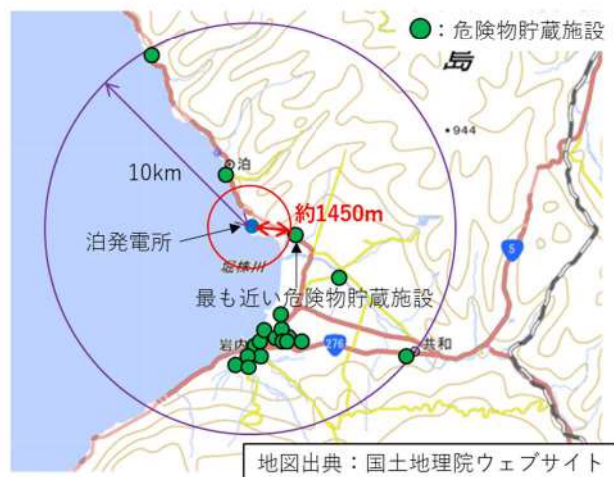 ●：危険物貯蔵施設
島
・944
10km
泊
約1450m
泊発電所
堀株川
5
最も近い危険物貯蔵施設
岩内
276
共和
地図出典：国土地理院ウェブサイト